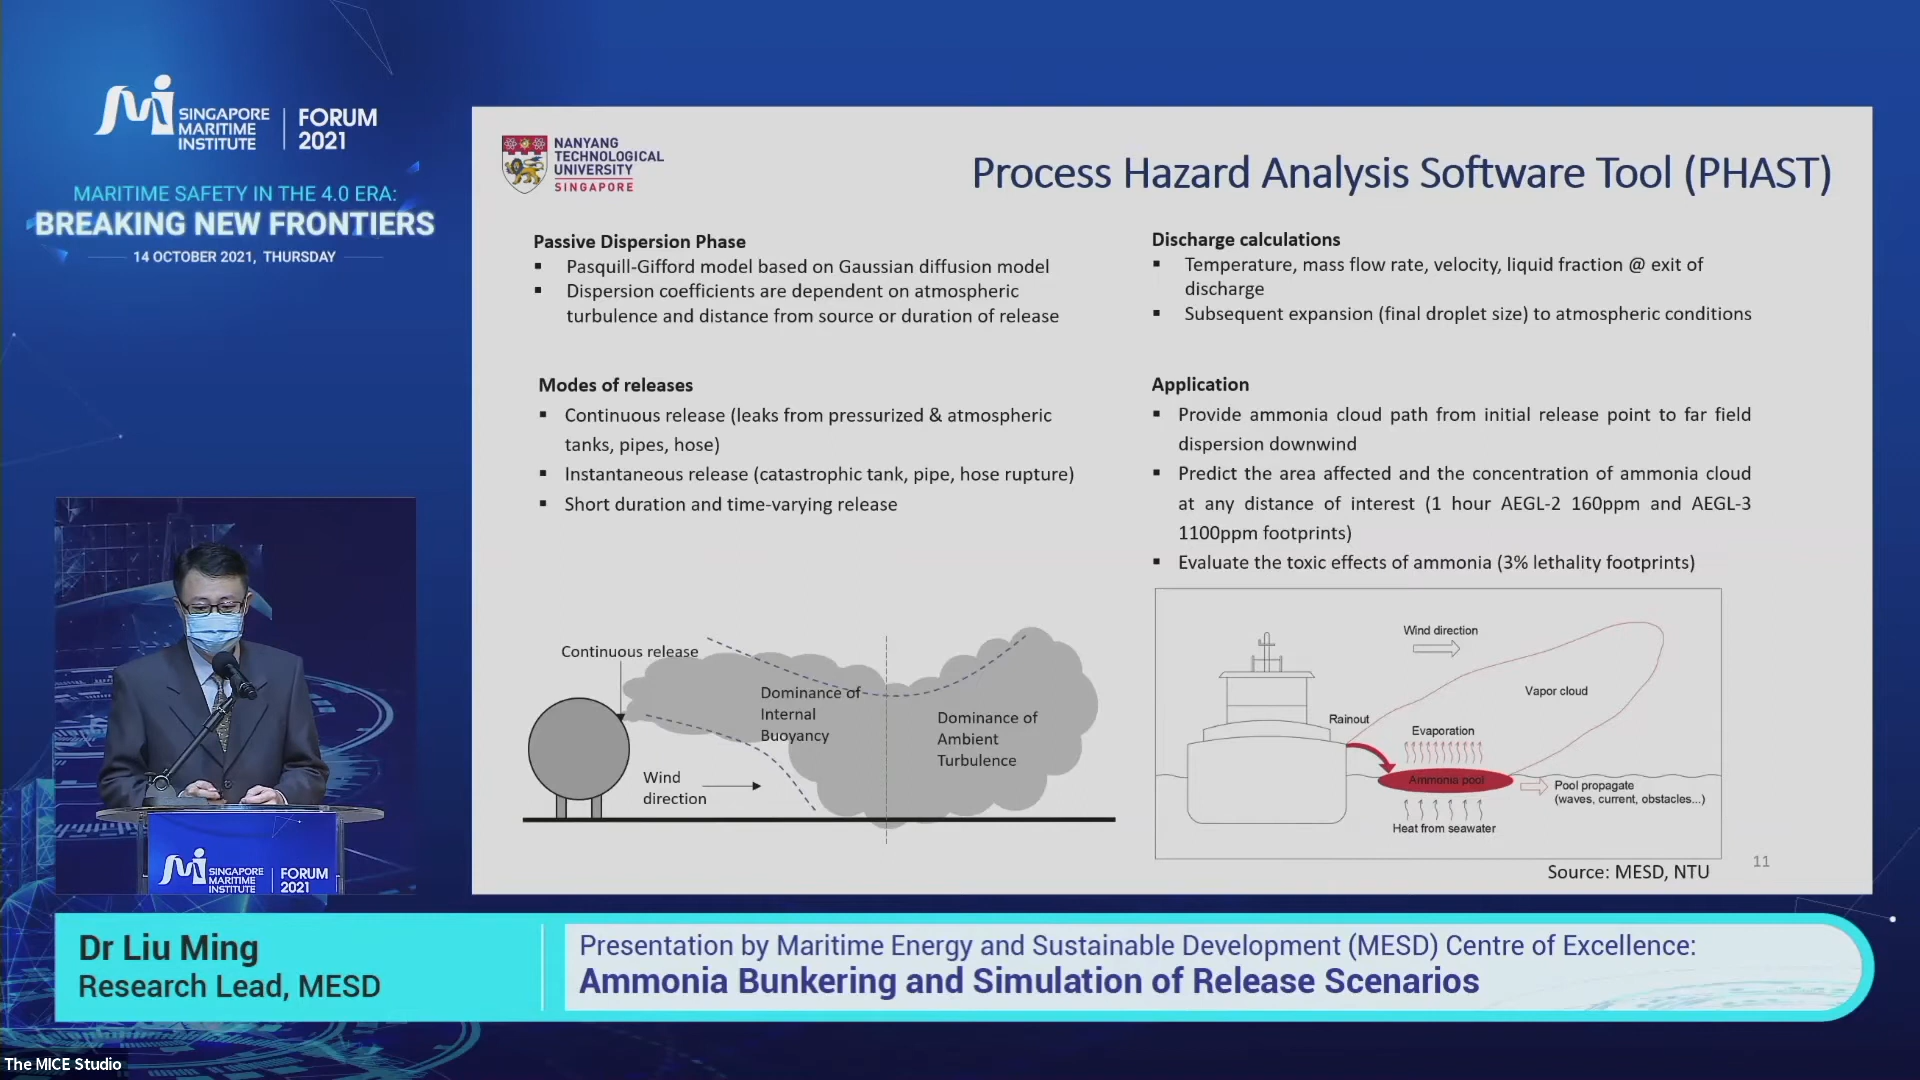 SINGAPORE
MARITIME
INSTITUTE
FORUM
2021
MARITIME SAFETY IN THE 4.0 ERA:
BREAKING NEW FRONTIERS
14 OCTOBER 2021, THURSDAY
NANYANG
TECHNOLOGICAL
UNIVERSITY
SINGAPORE
Process Hazard Analysis Software Tool (PHAST)
Passive Dispersion Phase
▪ Pasquill-Gifford model based on Gaussian diffusion model
▪ Dispersion coefficients are dependent on atmospheric
turbulence and distance from source or duration of release
Modes of releases
▪ Continuous release (leaks from pressurized & atmospheric
tanks, pipes, hose)
▪ Instantaneous release (catastrophic tank, pipe, hose rupture)
▪ Short duration and time-varying release
Continuous release
Dominance of
Internal
Buoyancy
Dominance of
Ambient
Turbulence
Wind
direction
Discharge calculations
▪ Temperature, mass flow rate, velocity, liquid fraction @ exit of
discharge
▪ Subsequent expansion (final droplet size) to atmospheric conditions
Application
▪ Provide ammonia cloud path from initial release point to far field
dispersion downwind
▪ Predict the area affected and the concentration of ammonia cloud
at any distance of interest (1 hour AEGL-2 160ppm and AEGL-3
1100ppm footprints)
▪ Evaluate the toxic effects of ammonia (3% lethality footprints)
Wind direction
Vapor cloud
Rainout
Evaporation
Ammonia pool
Pool propagate
(waves, current, obstacles...)
Heat from seawater
Source: MESD, NTU
11
SINGAPORE
MARITIME
INSTITUTE
FORUM
2021
Dr Liu Ming
Research Lead, MESD
Presentation by Maritime Energy and Sustainable Development (MESD) Centre of Excellence:
Ammonia Bunkering and Simulation of Release Scenarios
The MICE Studio